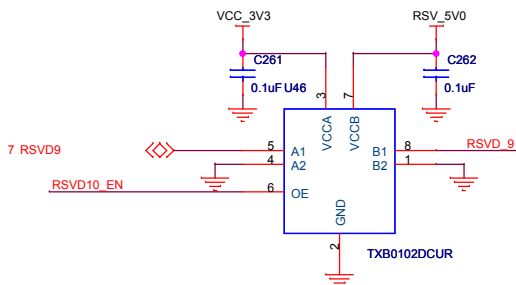 VCC_3V3 RSV_5V0
C261 C262
0.1uF U46 0.1uF
3 7
VCCA VCCB
7 RSVD9 5 A1 B1 8 RSVD_9
4 A2 B2 1
RSVD10_EN 6 OE
GND
2 TXB0102DCUR